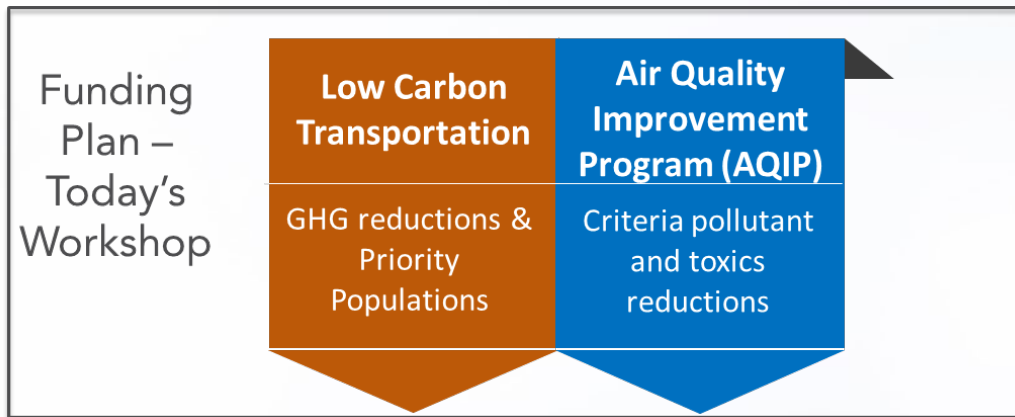 Funding
Plan –
Today's
Workshop
Low Carbon
Transportation
GHG reductions &
Priority
Populations
Air Quality
Improvement
Program (AQIP)
Criteria pollutant
and toxics
reductions